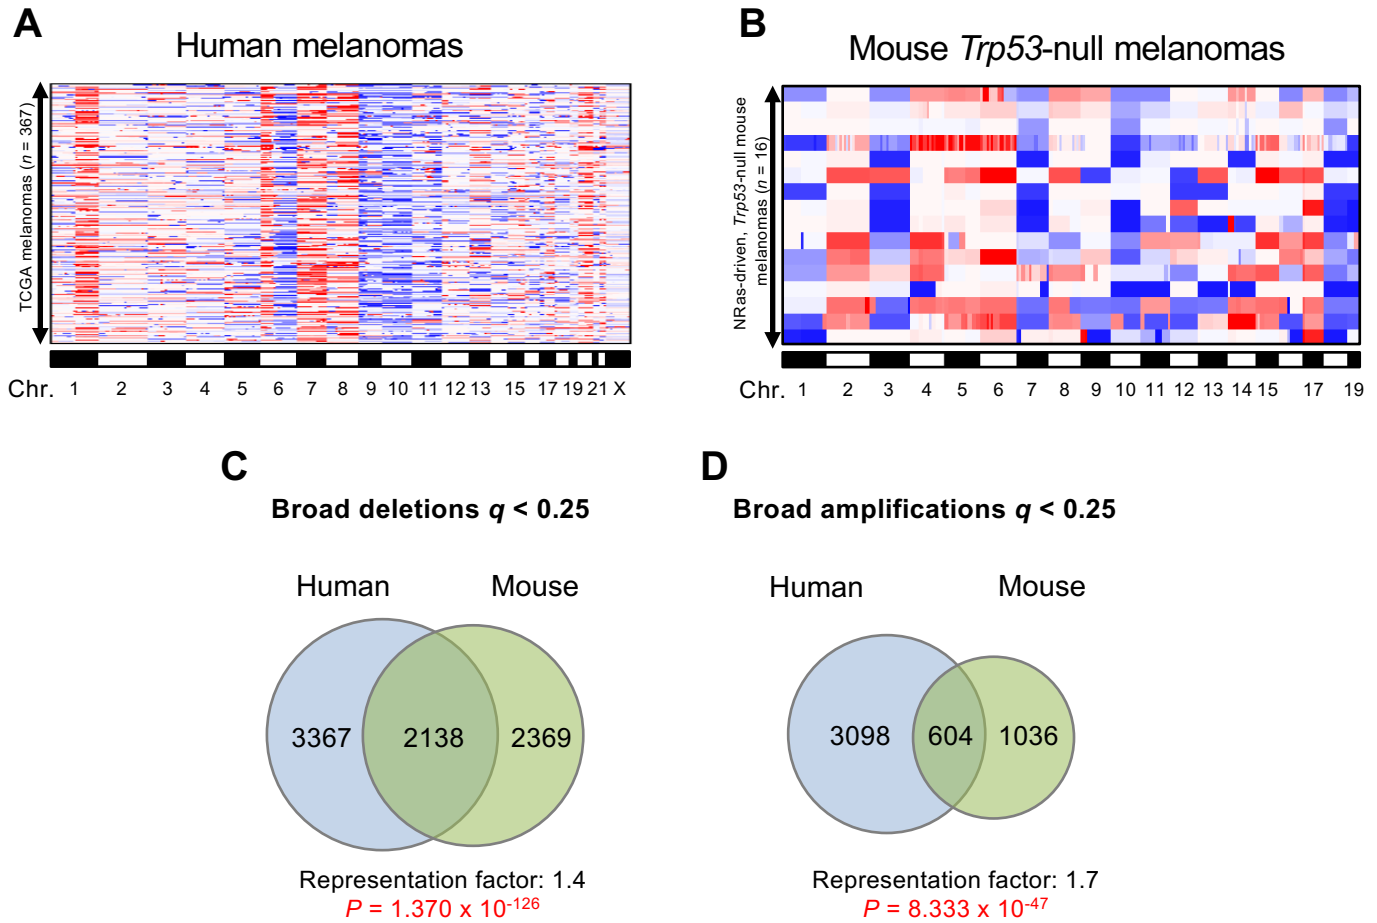 A
Human melanomas
TCGA melanomas (n = 367)
Chr. 1 2 3 4 5 6 7 8 9 10 11 12 13 15 17 19 21 X
B
Mouse Trp53-null melanomas
NRas-driven, Trp53-null mouse
melanomas (n = 16)
Chr. 1 2 3 4 5 6 7 8 9 10 11 12 13 14 15 17 19
C
Broad deletions q < 0.25
Human Mouse
3367 2138 2369
Representation factor: 1.4
P = 1.370 x 10-126
D
Broad amplifications q < 0.25
Human Mouse
3098 604 1036
Representation factor: 1.7
P = 8.333 x 10-47